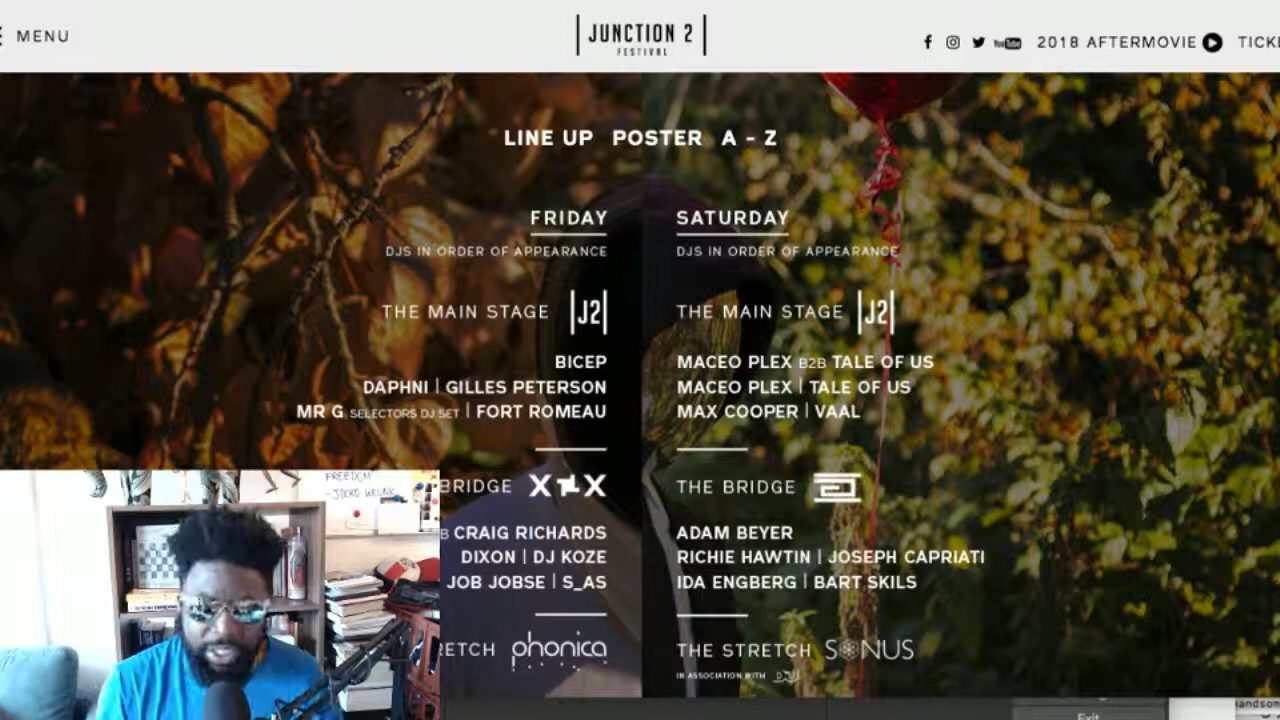 MENU
JUNCTION 2
FESTIVAL
YouTube
2018 AFTERMOVIE
LINE UP POSTER A - Z
FRIDAY
DJS IN ORDER OF APPEARANCE
THE MAIN STAGE |J2|
BICEP
DAPHNI | GILLES PETERSON
MR G SELECTORS DJ SET | FORT ROMEAU
BRIDGE XLX
B CRAIG RICHARDS
DIXON | DJ KOZE
JOB JOBSE | S_AS
phonica
SATURDAY
DJS IN ORDER OF APPEARANCE
THE MAIN STAGE |J2|
MACEO PLEX B2B TALE OF US
MACEO PLEX | TALE OF US
MAX COOPER | VAAL
THE BRIDGE
ADAM BEYER
RICHIE HAWTIN | JOSEPH CAPRIATI
IDA ENGBERG | BART SKILS
THE STRETCH SONUS
IN ASSOCIATION WITH
FREEDOM"
Exit